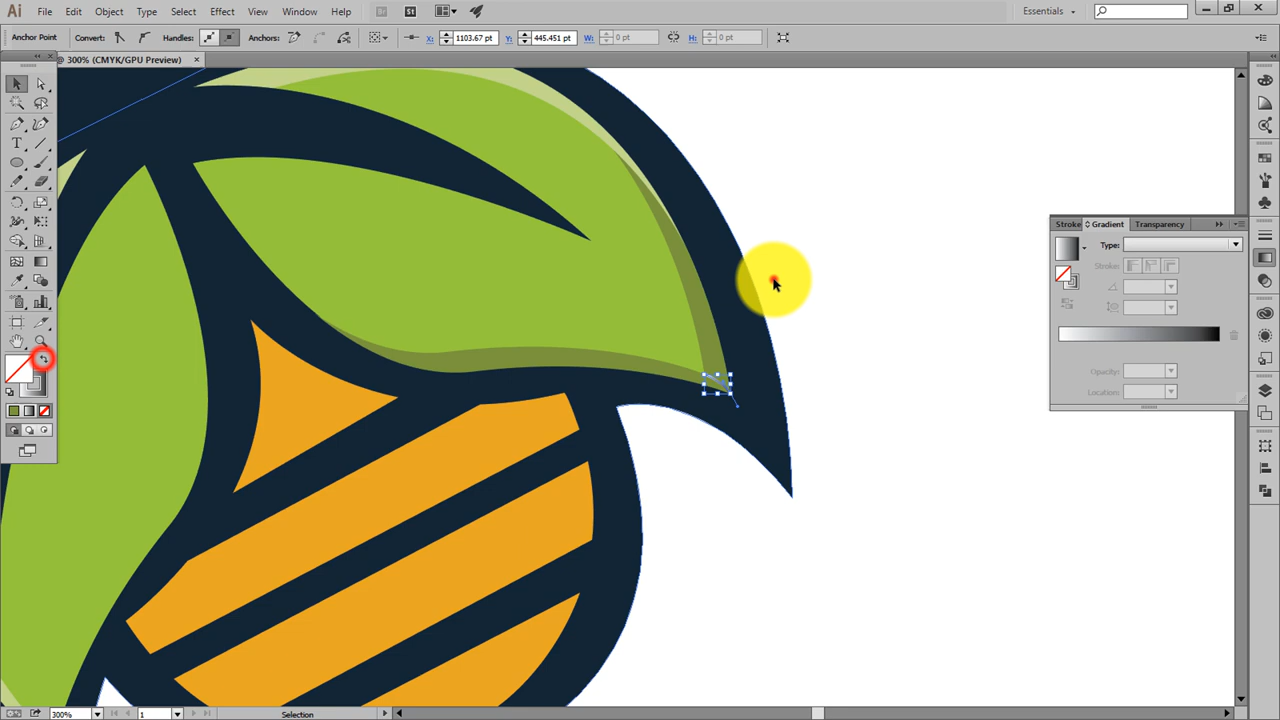 Ai File Edit Object Type Select Effect View Window Help Br St Essentials
Anchor Point Convert: Handles: Anchors: X: 1103.67 pt Y: 445.451 pt W: 0 pt H: 0 pt
@ 300% (CMYK/GPU Preview) ×
Stroke Gradient Transparency
Type:
Stroke:
Opacity:
Location:
300% 1 Selection